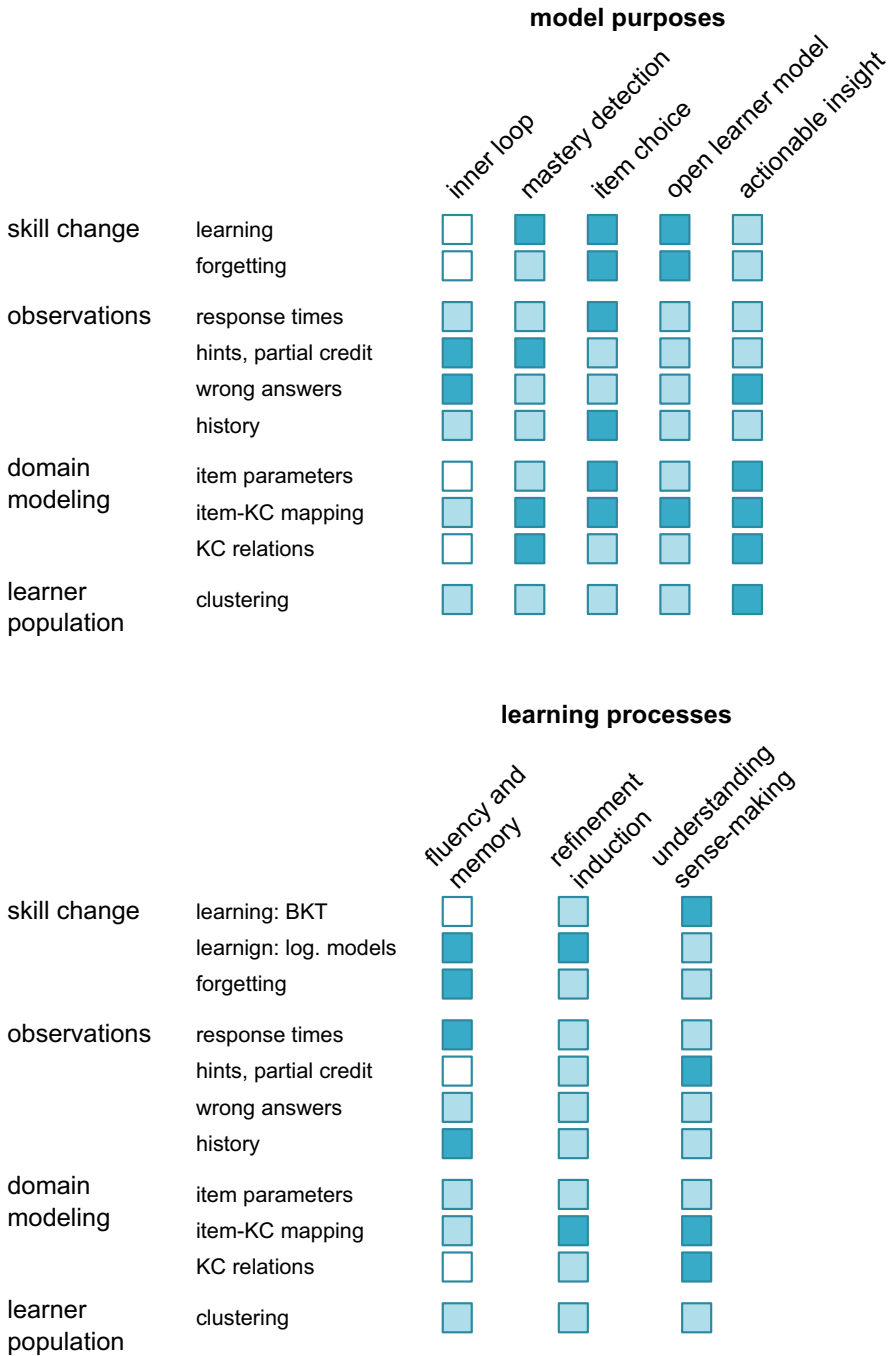 model purposes
inner loop
mastery detection
item choice
open learner model
actionable insight
skill change
learning
forgetting
observations
response times
hints, partial credit
wrong answers
history
domain
modeling
item parameters
item-KC mapping
KC relations
learner
population
clustering
learning processes
fluency and
memory
refinement
induction
understanding
sense-making
skill change
learning: BKT
learnign: log. models
forgetting
observations
response times
hints, partial credit
wrong answers
history
domain
modeling
item parameters
item-KC mapping
KC relations
learner
population
clustering